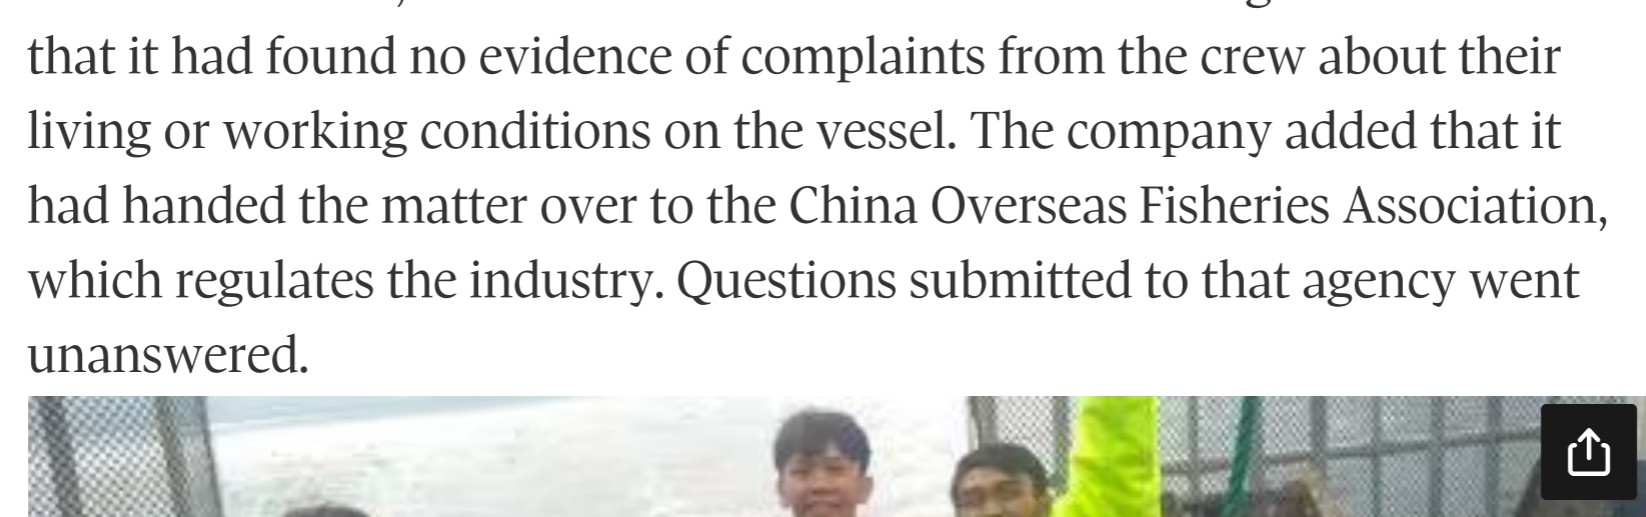 that it had found no evidence of complaints from the crew about their
living or working conditions on the vessel. The company added that it
had handed the matter over to the China Overseas Fisheries Association,
which regulates the industry. Questions submitted to that agency went
unanswered.